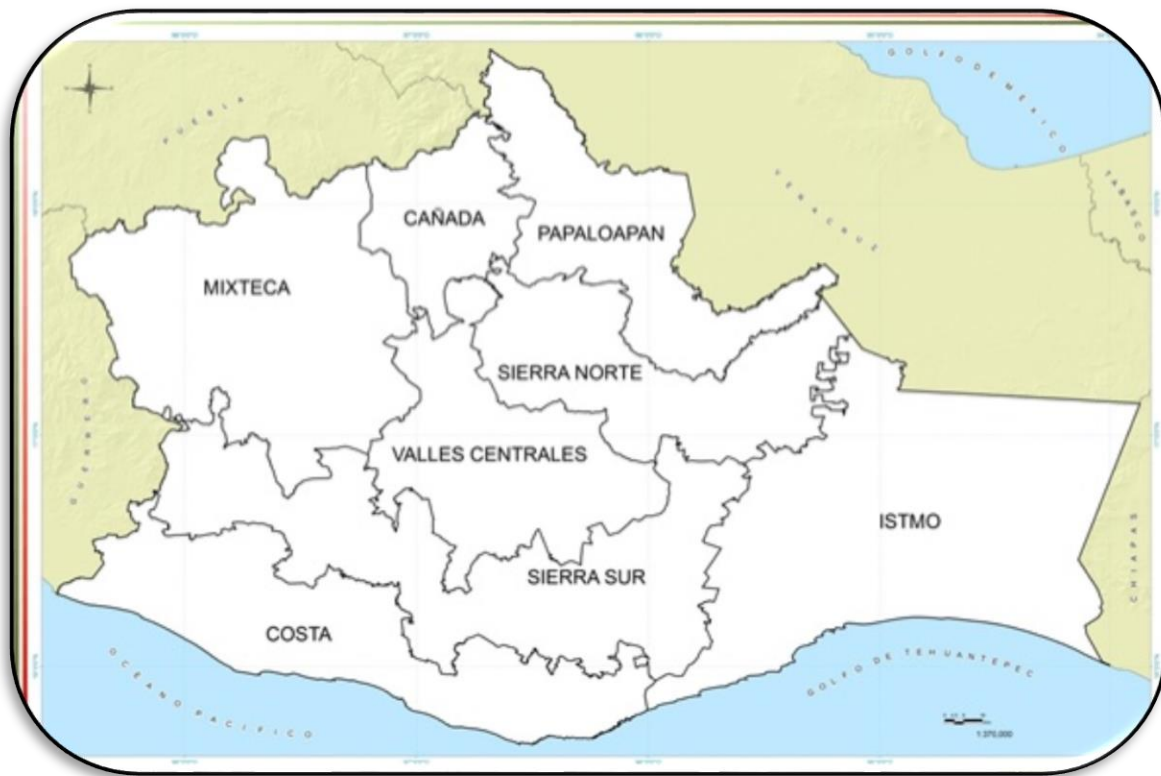 GOLFO DE MEXICO
PUEBLA
TABASCO
VERACRUZ
CAÑADA
PAPALOAPAN
MIXTECA
SIERRA NORTE
GUERRERO
VALLES CENTRALES
ISTMO
CHIAPAS
SIERRA SUR
COSTA
OCÉANO PACIFICO
GOLFO DE TEHUANTEPEC